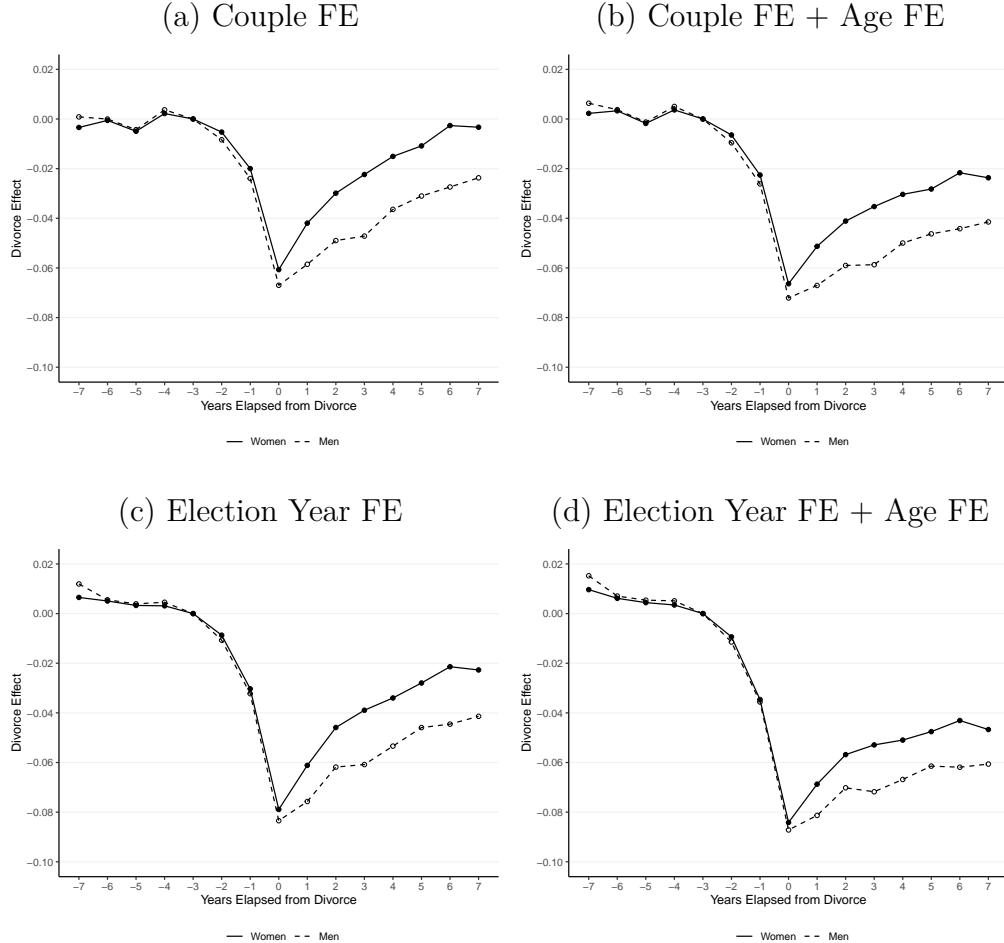 (a) Couple FE
0.02
0.00
−0.02
−0.04
−0.06
−0.08
−0.10
Divorce Effect
−7 −6 −5 −4 −3 −2 −1 0 1 2 3 4 5 6 7
Years Elapsed from Divorce
Women Men
(b) Couple FE + Age FE
0.02
0.00
−0.02
−0.04
−0.06
−0.08
−0.10
Divorce Effect
−7 −6 −5 −4 −3 −2 −1 0 1 2 3 4 5 6 7
Years Elapsed from Divorce
Women Men
(c) Election Year FE
0.02
0.00
−0.02
−0.04
−0.06
−0.08
−0.10
Divorce Effect
−7 −6 −5 −4 −3 −2 −1 0 1 2 3 4 5 6 7
Years Elapsed from Divorce
Women Men
(d) Election Year FE + Age FE
0.02
0.00
−0.02
−0.04
−0.06
−0.08
−0.10
Divorce Effect
−7 −6 −5 −4 −3 −2 −1 0 1 2 3 4 5 6 7
Years Elapsed from Divorce
Women Men